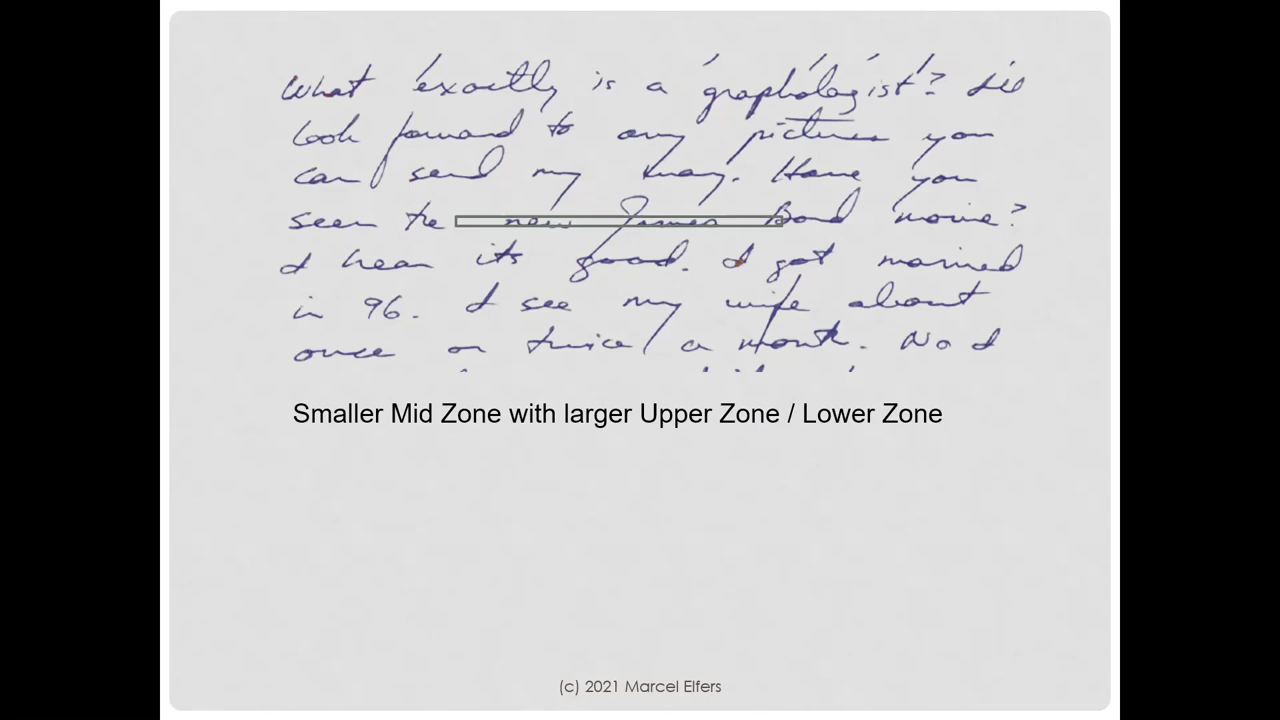 What 'exactly is a 'graphologist'? I'll
look forward to any pictures you
can send my way. Have you
seen the new James Bond movie?
I hear its good. I got married
in 96. I see my wife about
once or twice a month. No I
Smaller Mid Zone with larger Upper Zone / Lower Zone
(c) 2021 Marcel Elfers